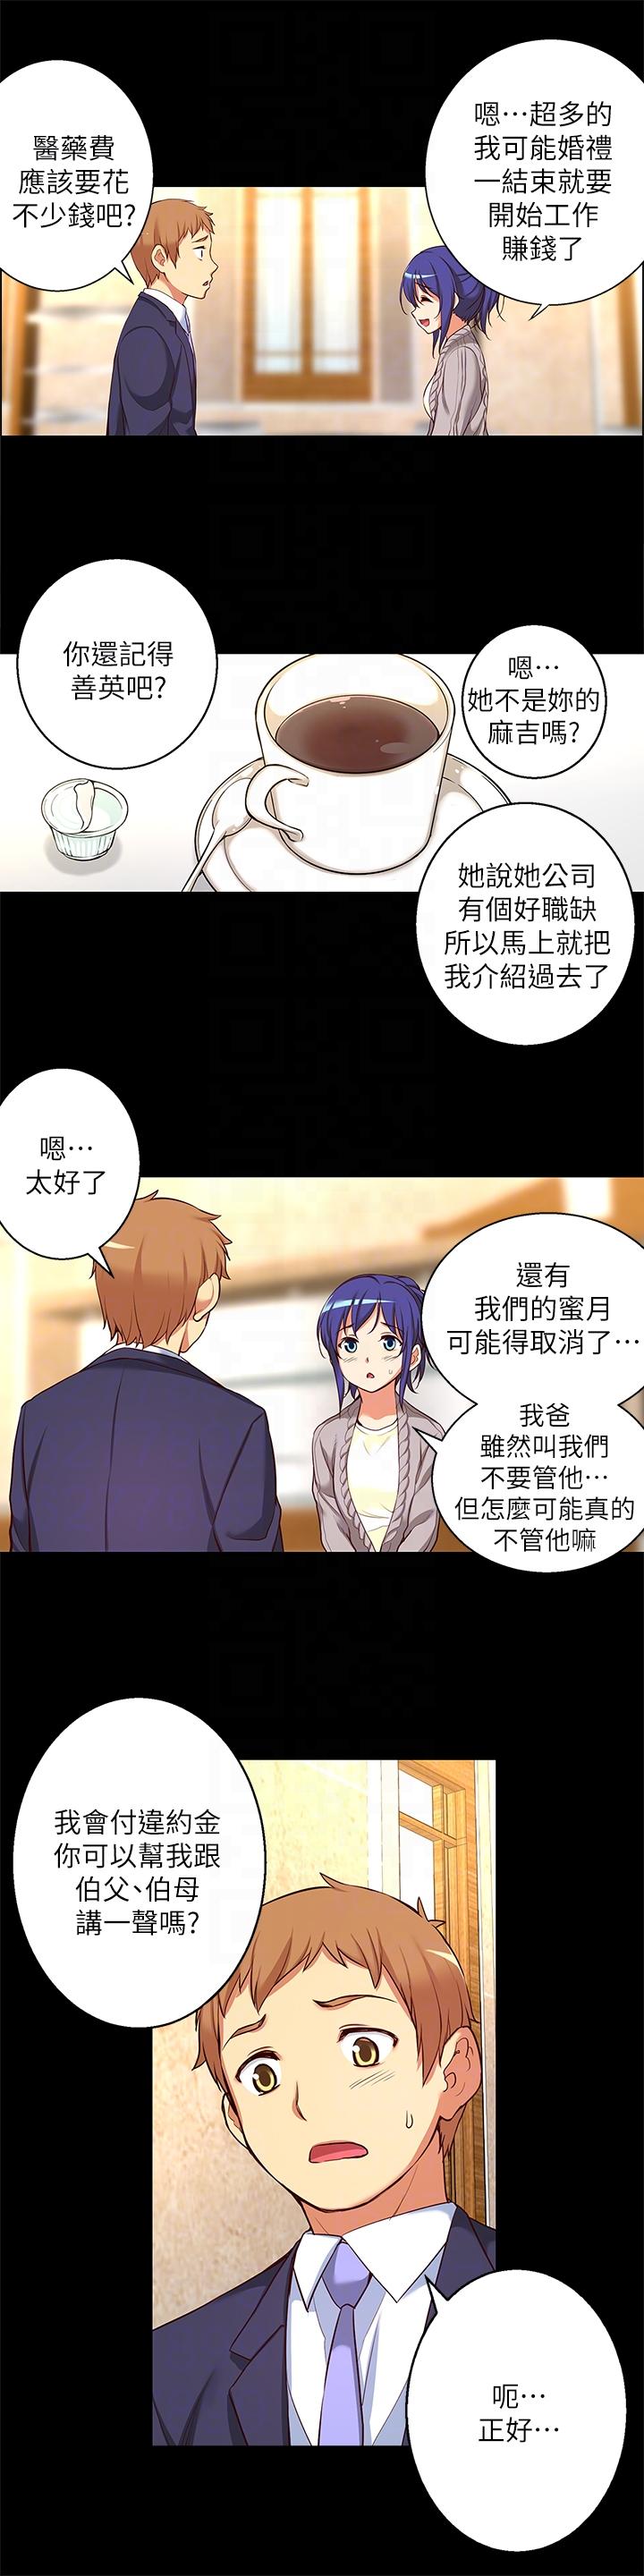 醫藥費
應該要花
不少錢吧?
嗯…超多的
我可能婚禮
一結束就要
開始工作
賺錢了
你還記得
善英吧?
嗯…
她不是妳的
麻吉嗎?
她說她公司
有個好職缺
所以馬上就把
我介紹過去了
嗯…
太好了
還有
我們的蜜月
可能得取消了…
我爸
雖然叫我們
不要管他…
但怎麼可能真的
不管他嘛
我會付違約金
你可以幫我跟
伯父、伯母
講一聲嗎?
呃…
正好…